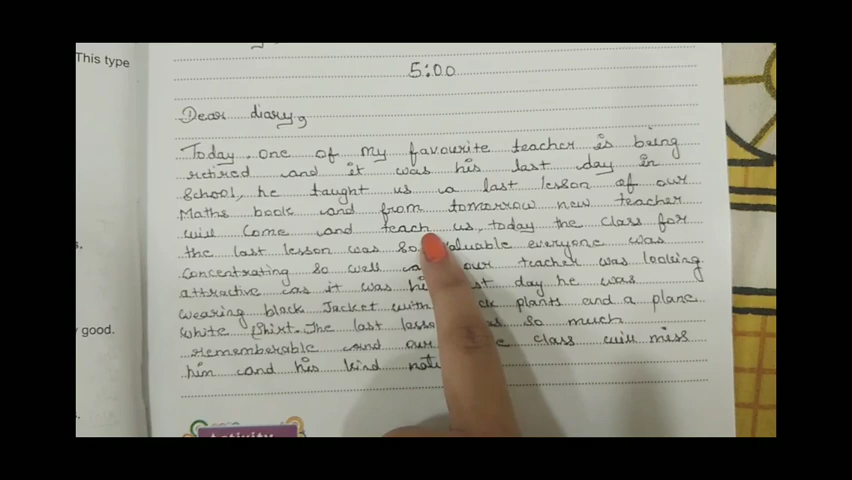 This type
5:00
Dear diary,
Today, one of my favourite teacher is being
retired and it was his last day in
School, he taught us a last lesson of our
Maths book and from tomorrow new teacher
will come and teach us, today the class for
the last lesson was so valuable everyone was
concentrating so well our teacher was looking
attractive as it was day he was
wearing black Jacket with plants and a plane
white shirt. The last so much
rememberable and our class will miss
him and his kind
good.
Activity